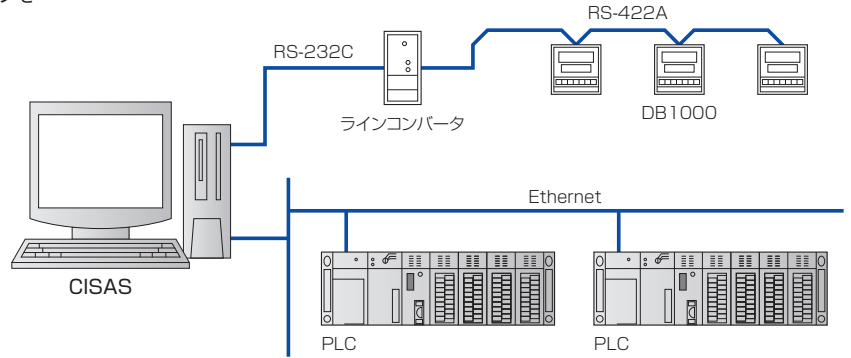 RS-422A
RS-232C
ラインコンバータ
DB1000
Ethernet
CISAS
PLC
PLC